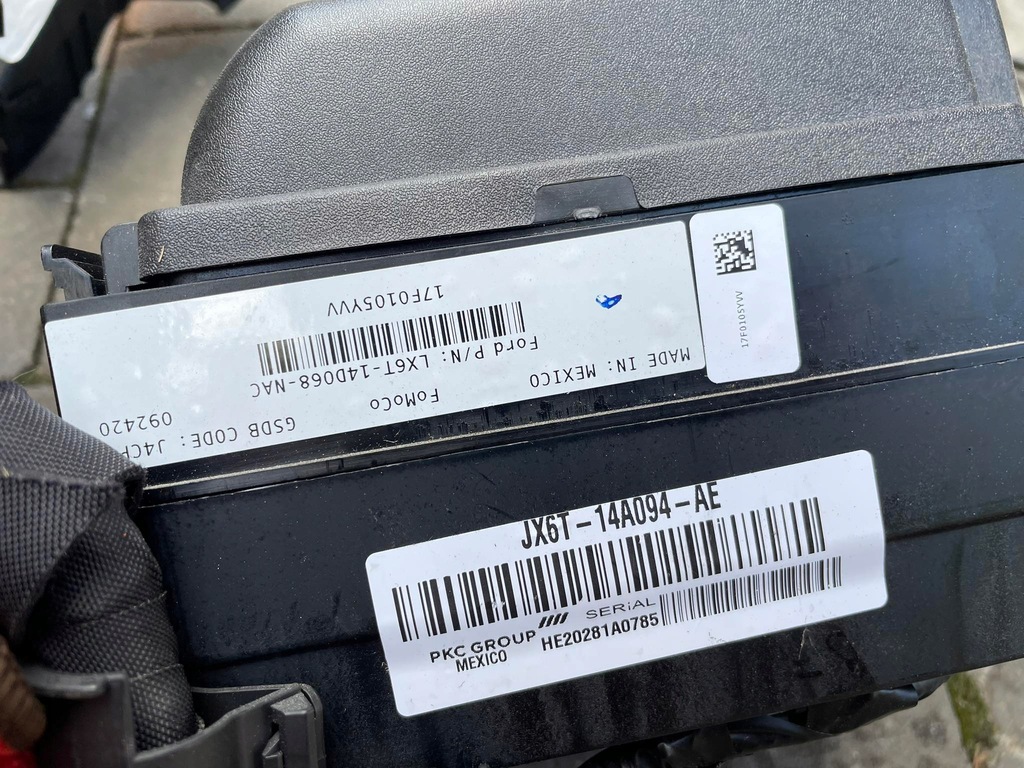 17F0105YVV
Ford P/N: LX6T-14D068-NAC
MADE IN: MEXICO
FoMoCo
GSDB CODE: J4CF
092420
17F0105YVV
JX6T-14A094-AE
PKC GROUP
MEXICO
SERIAL
HE20281A0785